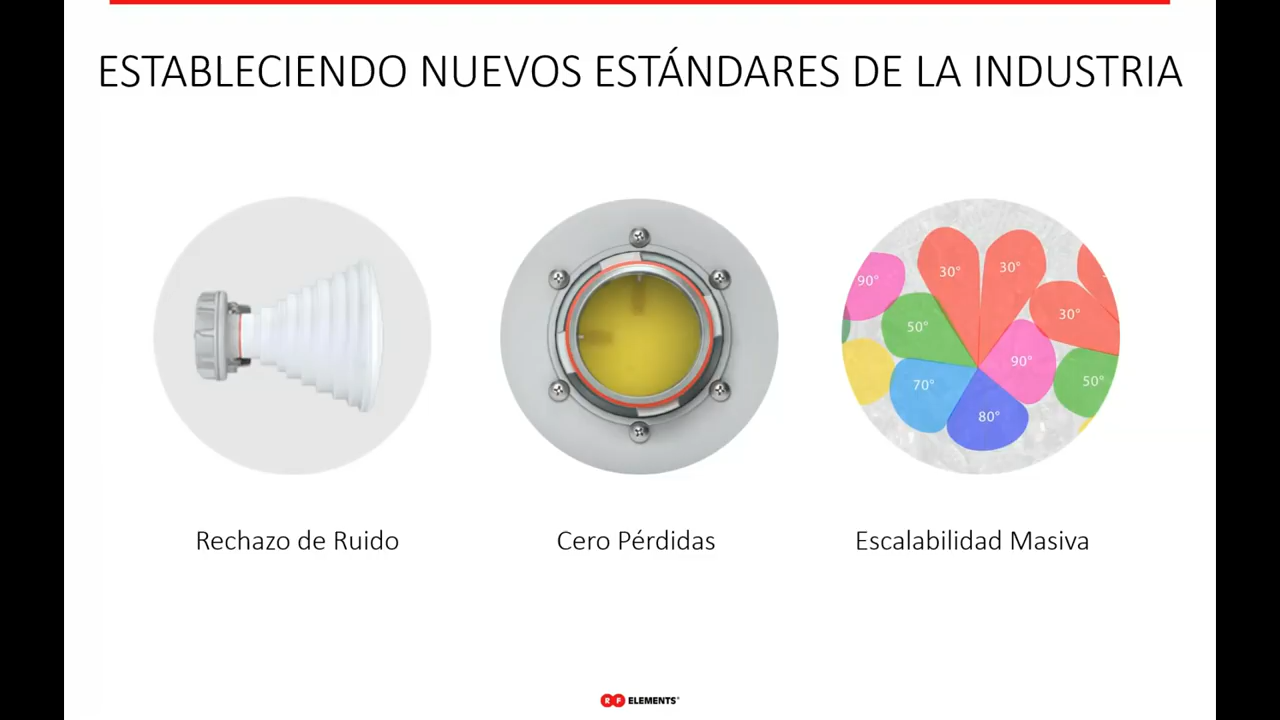 ESTABLECIENDO NUEVOS ESTÁNDARES DE LA INDUSTRIA
90°
30°
30°
30°
50°
90°
70°
50°
80°
Rechazo de Ruido
Cero Pérdidas
Escalabilidad Masiva
RF ELEMENTS